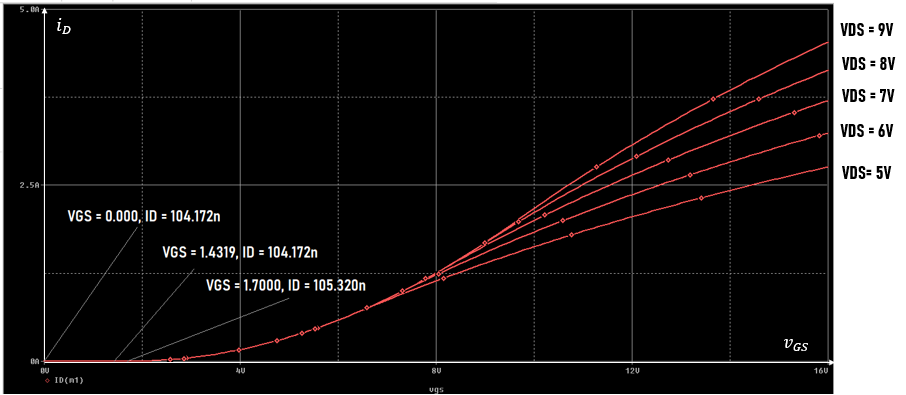 5.0A
i_D
VDS = 9V
VDS = 8V
VDS = 7V
VDS = 6V
VDS= 5V
2.5A
VGS = 0.000, ID = 104.172n
VGS = 1.4319, ID = 104.172n
VGS = 1.7000, ID = 105.320n
v_GS
0A
0V 4V 8V 12V 16V
ID(m1)
vgs